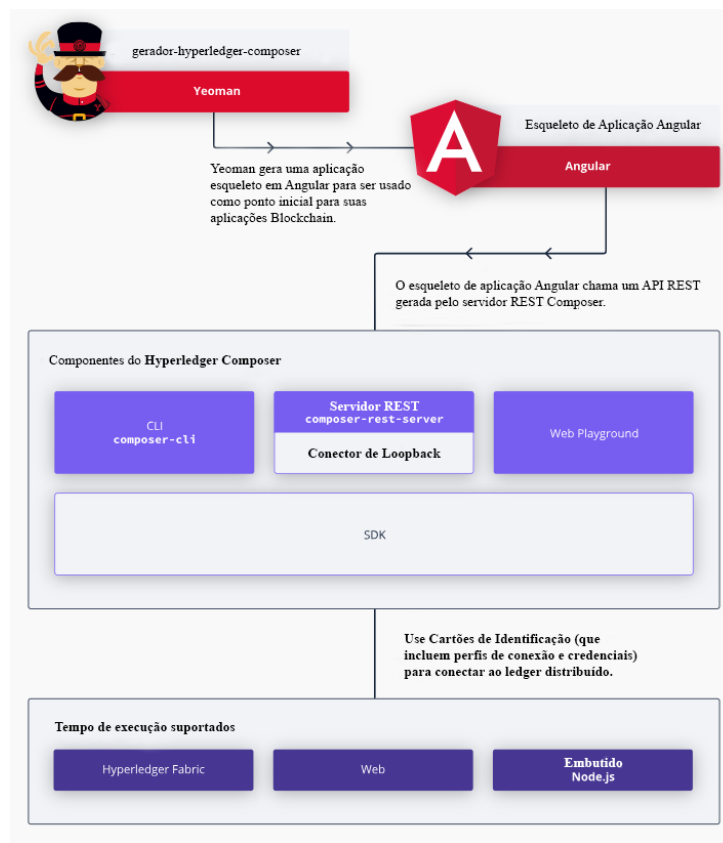 gerador-hyperledger-composer
Yeoman
Esqueleto de Aplicação Angular
A
Angular
Yeoman gera uma aplicação
esqueleto em Angular para ser usado
como ponto inicial para suas
aplicações Blockchain.
O esqueleto de aplicação Angular chama um API REST
gerada pelo servidor REST Composer.
Componentes do Hyperledger Composer
CLI
composer-cli
Servidor REST
composer-rest-server
Conector de Loopback
Web Playground
SDK
Use Cartões de Identificação (que
incluem perfis de conexão e credenciais)
para conectar ao ledger distribuído.
Tempo de execução suportados
Hyperledger Fabric
Web
Embutido
Node.js